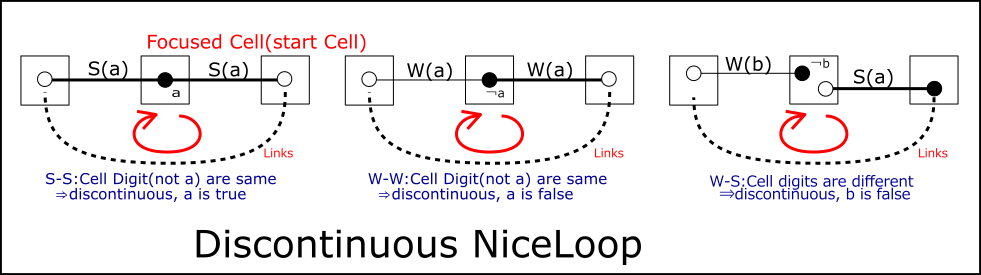 Focused Cell(start Cell)
S(a) S(a) W(a) W(a) W(b) S(a)
a ¬a ¬b
Links Links Links
S-S:Cell Digit(not a) are same
⇒discontinuous, a is true
W-W:Cell Digit(not a) are same
⇒discontinuous, a is false
W-S:Cell digits are different
⇒discontinuous, b is false
Discontinuous NiceLoop